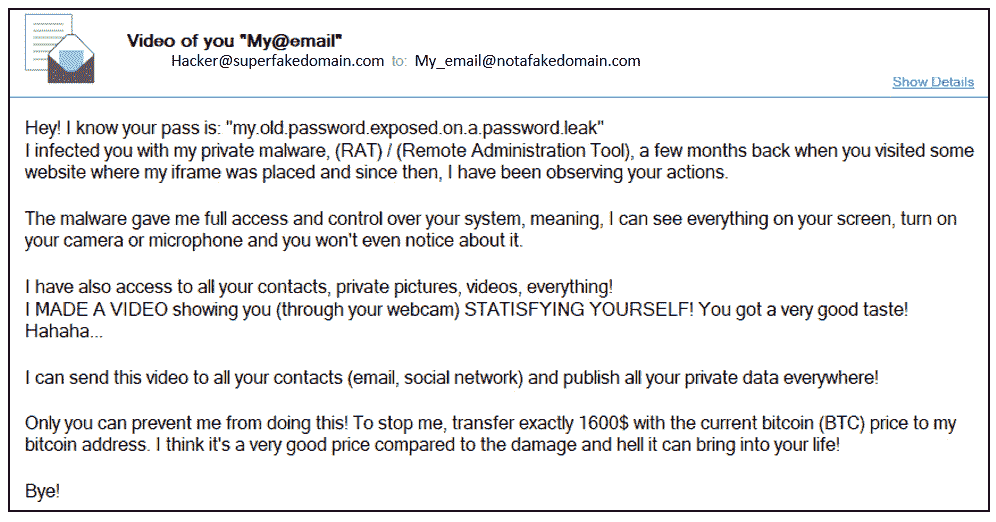 Video of you "My@email"
Hacker@superfakedomain.com to: My_email@notafakedomain.com
Show Details
Hey! I know your pass is: "my.old.password.exposed.on.a.password.leak"
I infected you with my private malware, (RAT) / (Remote Administration Tool), a few months back when you visited some
website where my iframe was placed and since then, I have been observing your actions.
The malware gave me full access and control over your system, meaning, I can see everything on your screen, turn on
your camera or microphone and you won't even notice about it.
I have also access to all your contacts, private pictures, videos, everything!
I MADE A VIDEO showing you (through your webcam) STATISFYING YOURSELF! You got a very good taste!
Hahaha...
I can send this video to all your contacts (email, social network) and publish all your private data everywhere!
Only you can prevent me from doing this! To stop me, transfer exactly 1600$ with the current bitcoin (BTC) price to my
bitcoin address. I think it's a very good price compared to the damage and hell it can bring into your life!
Bye!